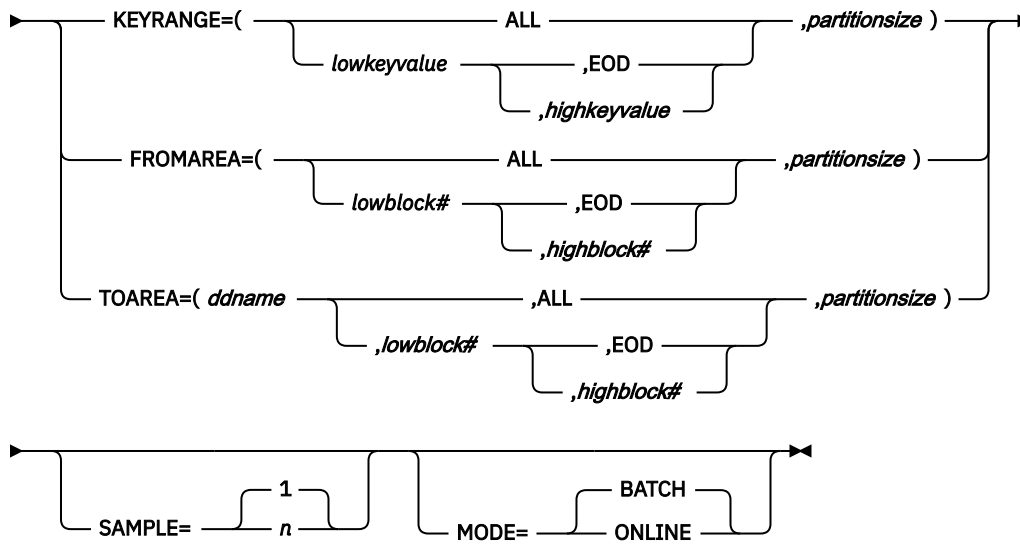 KEYRANGE=( ALL ,partitionsize )
lowkeyvalue ,EOD
,highkeyvalue
FROMAREA=( ALL ,partitionsize )
lowblock# ,EOD
,highblock#
TOAREA=( ddname ,ALL ,partitionsize )
,lowblock# ,EOD
,highblock#
1 BATCH
SAMPLE= n MODE= ONLINE